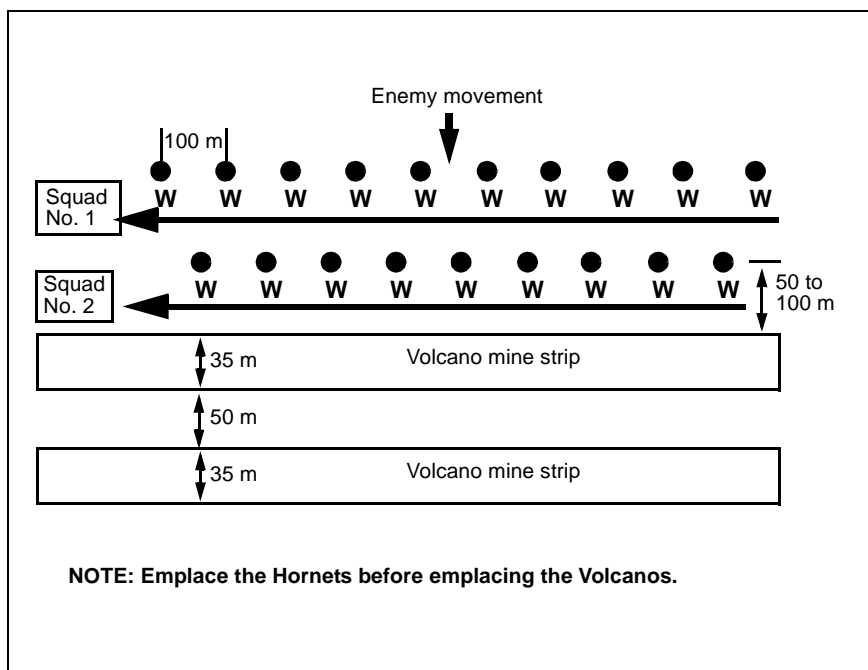 Enemy movement
100 m
W W W W W W W W W W
Squad
No. 1
W W W W W W W W W
Squad
No. 2
50 to
100 m
35 m
Volcano mine strip
50 m
35 m
Volcano mine strip
NOTE: Emplace the Hornets before emplacing the Volcanos.